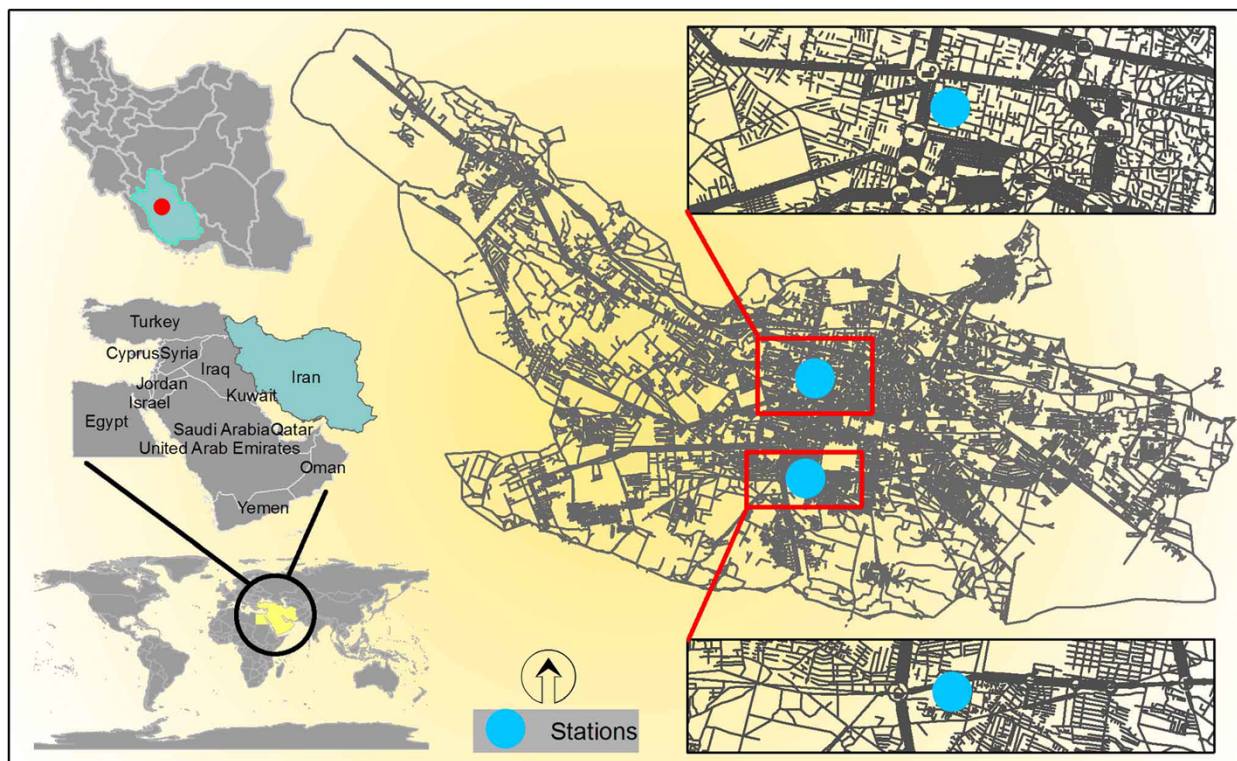 Turkey
CyprusSyria
Iraq
Iran
Jordan
Israel
Kuwait
Egypt
Saudi ArabiaQatar
United Arab Emirates
Oman
Yemen
Stations